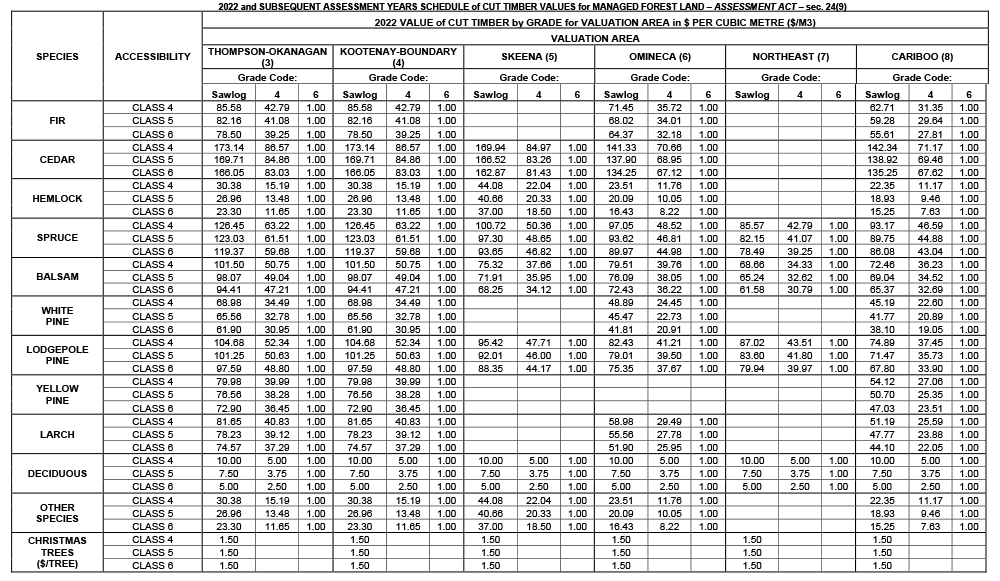 2022 and SUBSEQUENT ASSESSMENT YEARS SCHEDULE of CUT TIMBER VALUES for MANAGED FOREST LAND – ASSESSMENT ACT – sec. 24(9)
2022 VALUE of CUT TIMBER by GRADE for VALUATION AREA in $ PER CUBIC METRE ($/M3)
VALUATION AREA
SPECIES ACCESSIBILITY THOMPSON-OKANAGAN (3) KOOTENAY-BOUNDARY (4) SKEENA (5) OMINECA (6) NORTHEAST (7) CARIBOO (8)
Grade Code: Grade Code: Grade Code: Grade Code: Grade Code: Grade Code:
Sawlog 4 6 Sawlog 4 6 Sawlog 4 6 Sawlog 4 6 Sawlog 4 6 Sawlog 4 6
FIR
CLASS 4 85.58 42.79 1.00 85.58 42.79 1.00 71.45 35.72 1.00 62.71 31.35 1.00
CLASS 5 82.16 41.08 1.00 82.16 41.08 1.00 68.02 34.01 1.00 59.28 29.64 1.00
CLASS 6 78.50 39.25 1.00 78.50 39.25 1.00 64.37 32.18 1.00 55.61 27.81 1.00
CEDAR
CLASS 4 173.14 86.57 1.00 173.14 86.57 1.00 169.94 84.97 1.00 141.33 70.66 1.00 142.34 71.17 1.00
CLASS 5 169.71 84.86 1.00 169.71 84.86 1.00 166.52 83.26 1.00 137.90 68.95 1.00 138.92 69.46 1.00
CLASS 6 166.05 83.03 1.00 166.05 83.03 1.00 162.87 81.43 1.00 134.25 67.12 1.00 135.25 67.62 1.00
HEMLOCK
CLASS 4 30.38 15.19 1.00 30.38 15.19 1.00 44.08 22.04 1.00 23.51 11.76 1.00 22.35 11.17 1.00
CLASS 5 26.96 13.48 1.00 26.96 13.48 1.00 40.66 20.33 1.00 20.09 10.05 1.00 18.93 9.46 1.00
CLASS 6 23.30 11.65 1.00 23.30 11.65 1.00 37.00 18.50 1.00 16.43 8.22 1.00 15.25 7.63 1.00
SPRUCE
CLASS 4 126.45 63.22 1.00 126.45 63.22 1.00 100.72 50.36 1.00 97.05 48.52 1.00 85.57 42.79 1.00 93.17 46.59 1.00
CLASS 5 123.03 61.51 1.00 123.03 61.51 1.00 97.30 48.65 1.00 93.62 46.81 1.00 82.15 41.07 1.00 89.75 44.88 1.00
CLASS 6 119.37 59.68 1.00 119.37 59.68 1.00 93.65 46.82 1.00 89.97 44.98 1.00 78.49 39.25 1.00 86.08 43.04 1.00
BALSAM
CLASS 4 101.50 50.75 1.00 101.50 50.75 1.00 75.32 37.66 1.00 79.51 39.76 1.00 68.66 34.33 1.00 72.46 36.23 1.00
CLASS 5 98.07 49.04 1.00 98.07 49.04 1.00 71.91 35.95 1.00 76.09 38.05 1.00 65.24 32.62 1.00 69.04 34.52 1.00
CLASS 6 94.41 47.21 1.00 94.41 47.21 1.00 68.25 34.12 1.00 72.43 36.22 1.00 61.58 30.79 1.00 65.37 32.69 1.00
WHITE PINE
CLASS 4 68.98 34.49 1.00 68.98 34.49 1.00 48.89 24.45 1.00 45.19 22.60 1.00
CLASS 5 65.56 32.78 1.00 65.56 32.78 1.00 45.47 22.73 1.00 41.77 20.89 1.00
CLASS 6 61.90 30.95 1.00 61.90 30.95 1.00 41.81 20.91 1.00 38.10 19.05 1.00
LODGEPOLE PINE
CLASS 4 104.68 52.34 1.00 104.68 52.34 1.00 95.42 47.71 1.00 82.43 41.21 1.00 87.02 43.51 1.00 74.89 37.45 1.00
CLASS 5 101.25 50.63 1.00 101.25 50.63 1.00 92.01 46.00 1.00 79.01 39.50 1.00 83.60 41.80 1.00 71.47 35.73 1.00
CLASS 6 97.59 48.80 1.00 97.59 48.80 1.00 88.35 44.17 1.00 75.35 37.67 1.00 79.94 39.97 1.00 67.80 33.90 1.00
YELLOW PINE
CLASS 4 79.98 39.99 1.00 79.98 39.99 1.00 54.12 27.06 1.00
CLASS 5 76.56 38.28 1.00 76.56 38.28 1.00 50.70 25.35 1.00
CLASS 6 72.90 36.45 1.00 72.90 36.45 1.00 47.03 23.51 1.00
LARCH
CLASS 4 81.65 40.83 1.00 81.65 40.83 1.00 58.98 29.49 1.00 51.19 25.59 1.00
CLASS 5 78.23 39.12 1.00 78.23 39.12 1.00 55.56 27.78 1.00 47.77 23.88 1.00
CLASS 6 74.57 37.29 1.00 74.57 37.29 1.00 51.90 25.95 1.00 44.10 22.05 1.00
DECIDUOUS
CLASS 4 10.00 5.00 1.00 10.00 5.00 1.00 10.00 5.00 1.00 10.00 5.00 1.00 10.00 5.00 1.00 10.00 5.00 1.00
CLASS 5 7.50 3.75 1.00 7.50 3.75 1.00 7.50 3.75 1.00 7.50 3.75 1.00 7.50 3.75 1.00 7.50 3.75 1.00
CLASS 6 5.00 2.50 1.00 5.00 2.50 1.00 5.00 2.50 1.00 5.00 2.50 1.00 5.00 2.50 1.00 5.00 2.50 1.00
OTHER SPECIES
CLASS 4 30.38 15.19 1.00 30.38 15.19 1.00 44.08 22.04 1.00 23.51 11.76 1.00 22.35 11.17 1.00
CLASS 5 26.96 13.48 1.00 26.96 13.48 1.00 40.66 20.33 1.00 20.09 10.05 1.00 18.93 9.46 1.00
CLASS 6 23.30 11.65 1.00 23.30 11.65 1.00 37.00 18.50 1.00 16.43 8.22 1.00 15.25 7.63 1.00
CHRISTMAS TREES ($/TREE)
CLASS 4 1.50 1.50 1.50 1.50 1.50 1.50
CLASS 5 1.50 1.50 1.50 1.50 1.50 1.50
CLASS 6 1.50 1.50 1.50 1.50 1.50 1.50